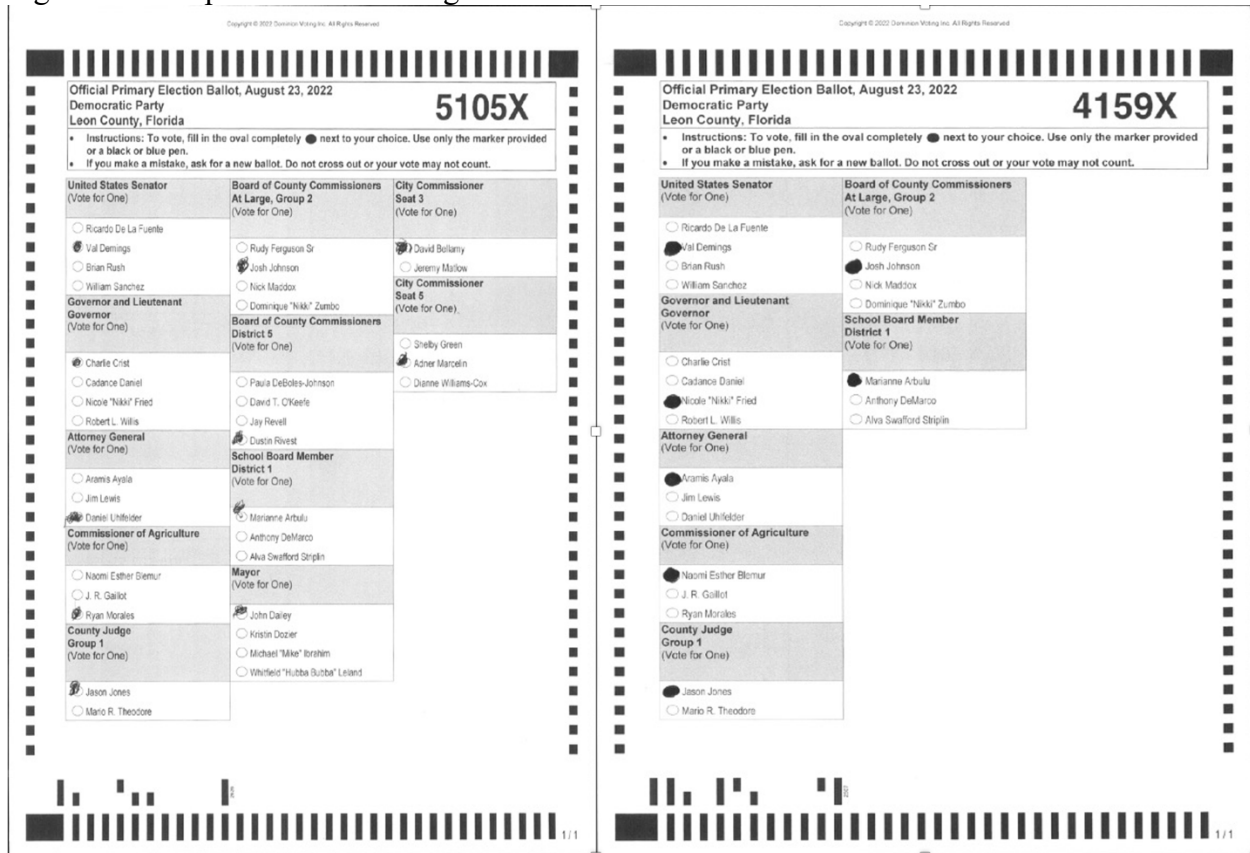 Copyright © 2022 Dominion Voting Inc. All Rights Reserved
Official Primary Election Ballot, August 23, 2022
Democratic Party
Leon County, Florida
5105X
• Instructions: To vote, fill in the oval completely next to your choice. Use only the marker provided
or a black or blue pen.
• If you make a mistake, ask for a new ballot. Do not cross out or your vote may not count.
United States Senator
(Vote for One)
Ricardo De La Fuente
Val Demings
Brian Rush
William Sanchez
Governor and Lieutenant
Governor
(Vote for One)
Charlie Crist
Cadance Daniel
Nicole "Nikki" Fried
Robert L. Willis
Attorney General
(Vote for One)
Aramis Ayala
Jim Lewis
Daniel Uhlfelder
Commissioner of Agriculture
(Vote for One)
Naomi Esther Blemur
J. R. Gaillot
Ryan Morales
County Judge
Group 1
(Vote for One)
Jason Jones
Mario R. Theodore
Board of County Commissioners
At Large, Group 2
(Vote for One)
Rudy Ferguson Sr
Josh Johnson
Nick Maddox
Dominique "Nikki" Zumbo
Board of County Commissioners
District 5
(Vote for One)
Paula DeBoles-Johnson
David T. O'Keefe
Jay Revell
Dustin Rivest
School Board Member
District 1
(Vote for One)
Marianne Arbulu
Anthony DeMarco
Alva Swafford Striplin
Mayor
(Vote for One)
John Dailey
Kristin Dozier
Michael "Mike" Ibrahim
Whitfield "Hubba Bubba" Leland
City Commissioner
Seat 3
(Vote for One)
David Bellamy
Jeremy Matlow
City Commissioner
Seat 5
(Vote for One)
Shelby Green
Adner Marcelin
Dianne Williams-Cox
1/1
Copyright © 2022 Dominion Voting Inc. All Rights Reserved
Official Primary Election Ballot, August 23, 2022
Democratic Party
Leon County, Florida
4159X
• Instructions: To vote, fill in the oval completely next to your choice. Use only the marker provided
or a black or blue pen.
• If you make a mistake, ask for a new ballot. Do not cross out or your vote may not count.
United States Senator
(Vote for One)
Ricardo De La Fuente
Val Demings
Brian Rush
William Sanchez
Governor and Lieutenant
Governor
(Vote for One)
Charlie Crist
Cadance Daniel
Nicole "Nikki" Fried
Robert L. Willis
Attorney General
(Vote for One)
Aramis Ayala
Jim Lewis
Daniel Uhlfelder
Commissioner of Agriculture
(Vote for One)
Naomi Esther Blemur
J. R. Gaillot
Ryan Morales
County Judge
Group 1
(Vote for One)
Jason Jones
Mario R. Theodore
Board of County Commissioners
At Large, Group 2
(Vote for One)
Rudy Ferguson Sr
Josh Johnson
Nick Maddox
Dominique "Nikki" Zumbo
School Board Member
District 1
(Vote for One)
Marianne Arbulu
Anthony DeMarco
Alva Swafford Striplin
1/1